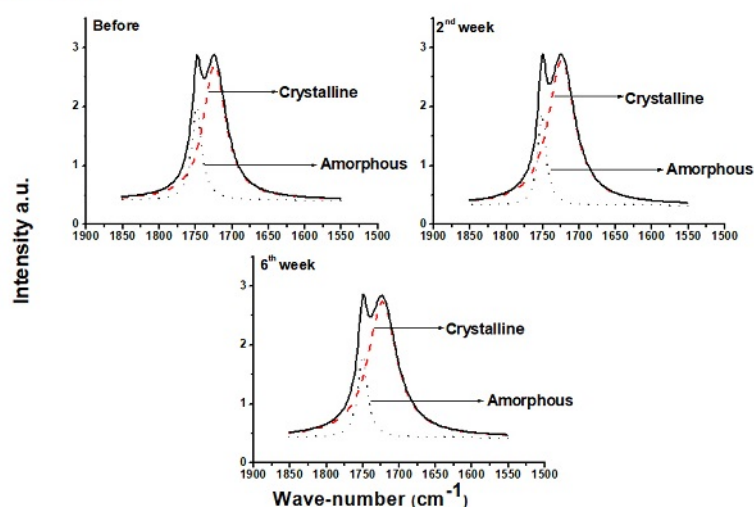 Before
3
2
1
0
Crystalline
Amorphous
1900 1850 1800 1750 1700 1650 1600 1550 1500
2nd week
3
2
1
0
Crystalline
Amorphous
1900 1850 1800 1750 1700 1650 1600 1550 1500
Intensity a.u.
6th week
3
2
1
0
Crystalline
Amorphous
1900 1850 1800 1750 1700 1650 1600 1550 1500
Wave-number (cm-1)